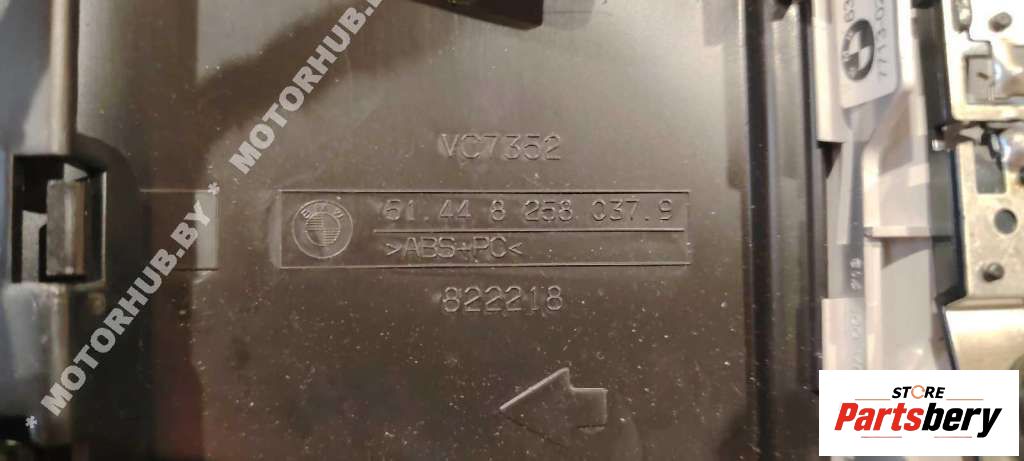 * MOTORHUB.BY * MOTORHUB.BY
VC7352
51.44 8 258 037.9
>ABS+PC<
822218
STORE
Partsbery